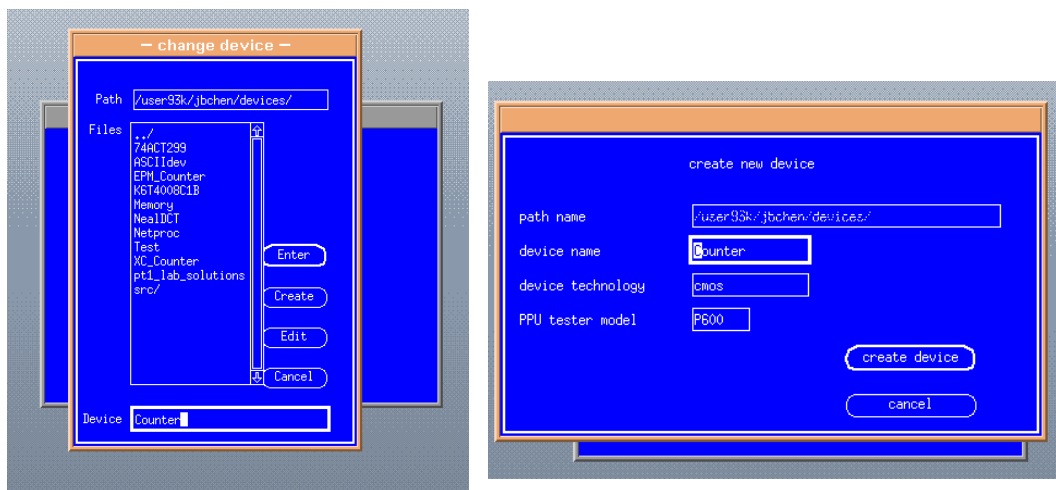 — change device —
Path /user93k/jbchen/devices/
Files
../
74ACT299
ASCIIdev
EPM_Counter
K6T4008C1B
Memory
NealDCT
Netproc
Test
XC_Counter
pt1_lab_solutions
src/
Enter
Create
Edit
Cancel
Device Counter
create new device
path name /user93k/jbchen/devices/
device name Counter
device technology cmos
PPU tester model P600
create device
cancel